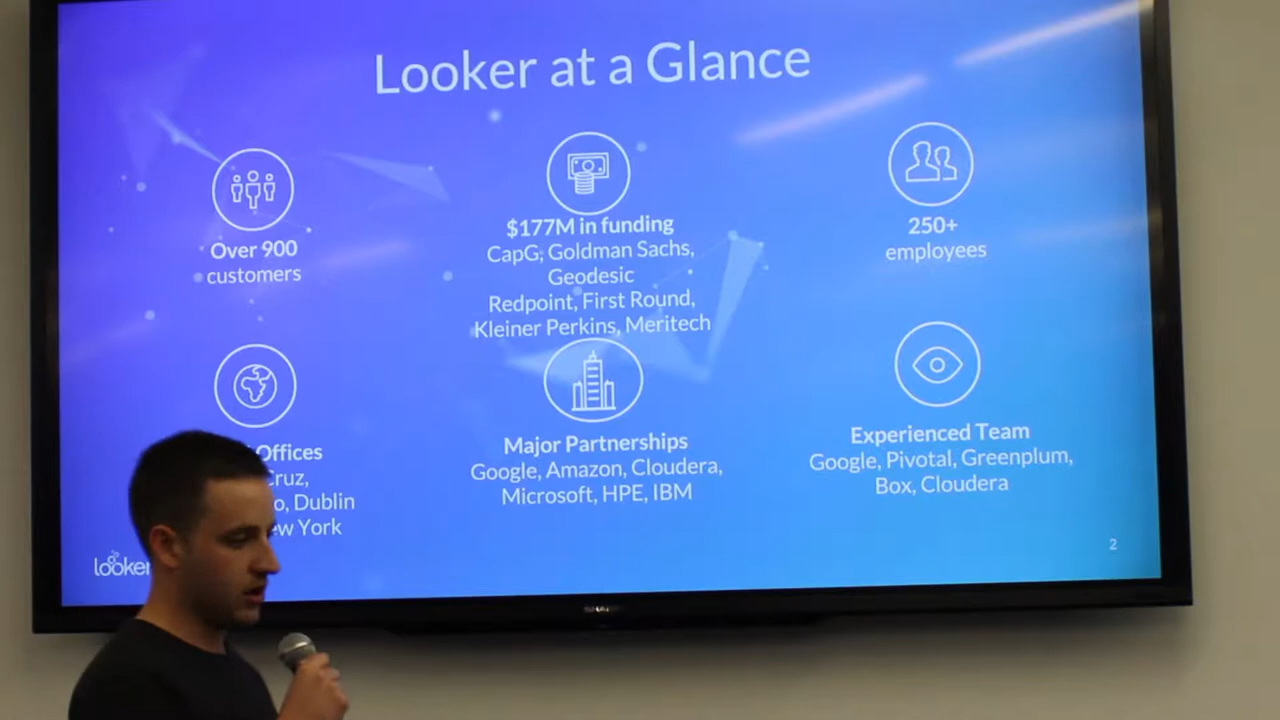 Looker at a Glance
Over 900
customers
$177M in funding
CapG, Goldman Sachs,
Geodesic
Redpoint, First Round,
Kleiner Perkins, Meritech
250+
employees
Offices
Cruz,
o, Dublin
ew York
Major Partnerships
Google, Amazon, Cloudera,
Microsoft, HPE, IBM
Experienced Team
Google, Pivotal, Greenplum,
Box, Cloudera
looker
2
SHARP